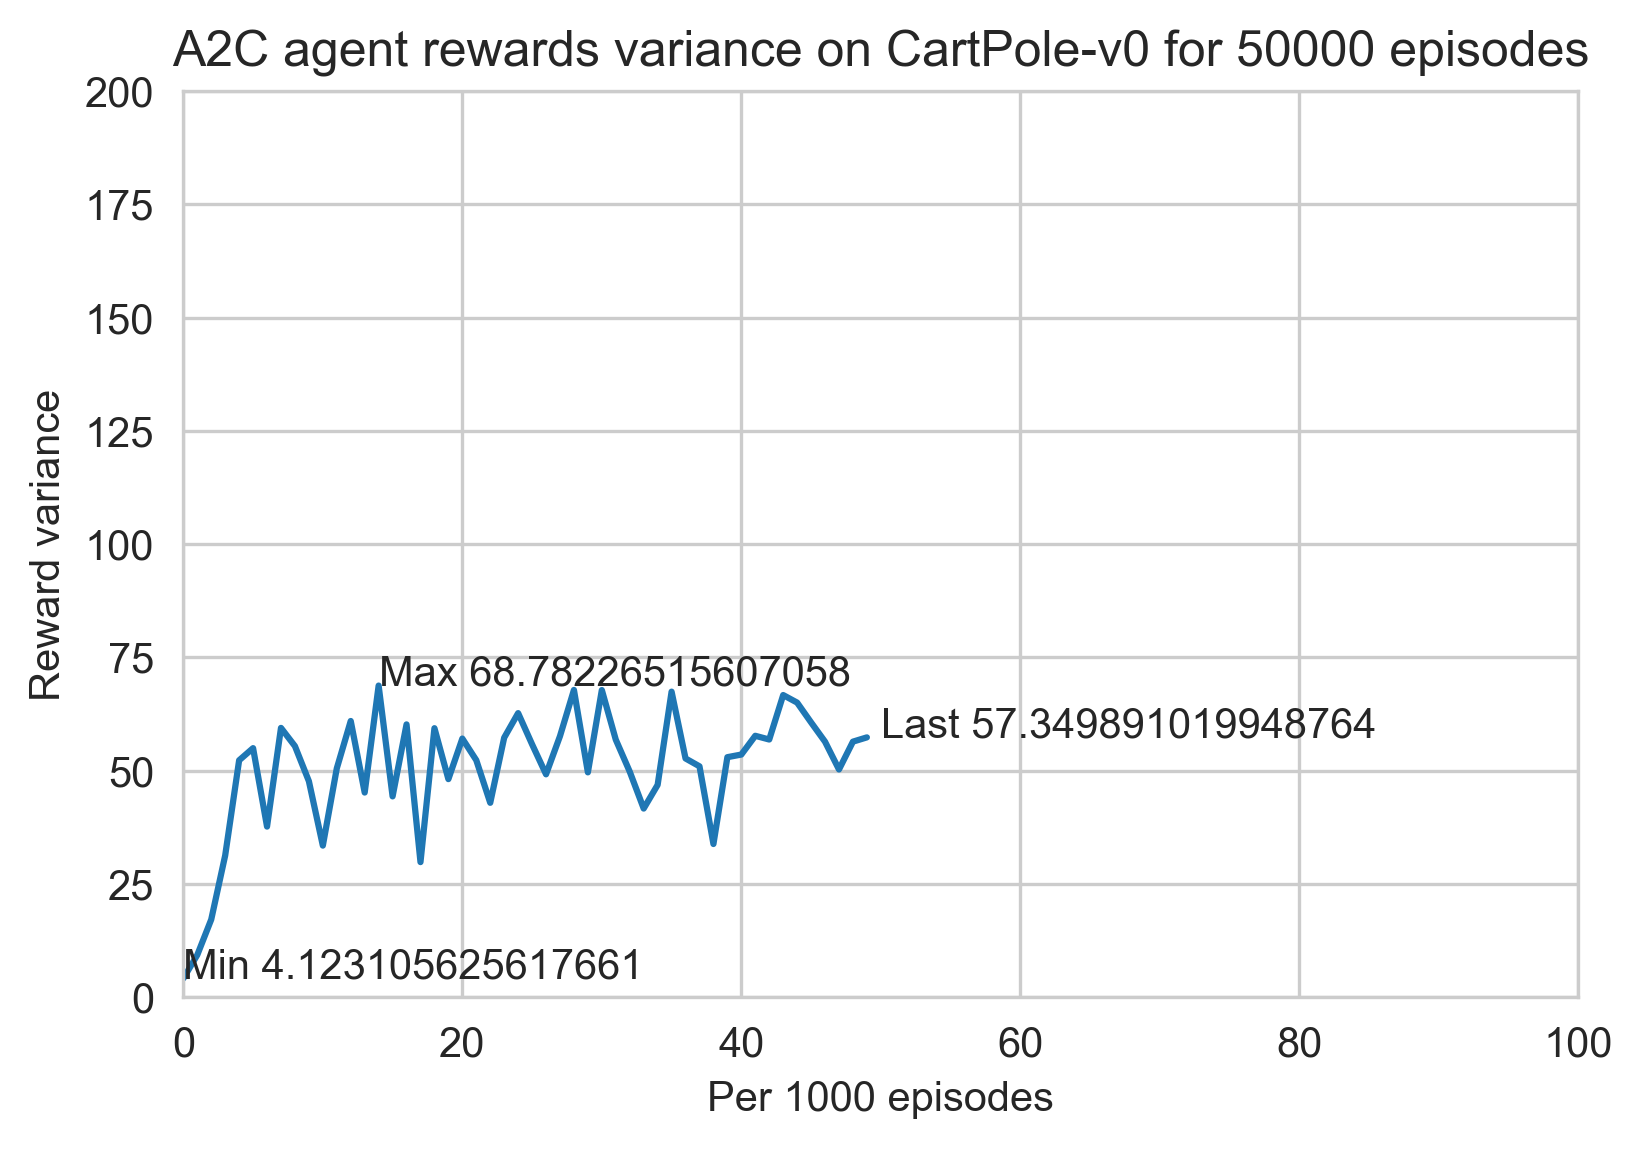 A2C agent rewards variance on CartPole-v0 for 50000 episodes
200
175
150
125
100
75
50
25
0
Reward variance
Max 68.78226515607058
Last 57.349891019948764
Min 4.123105625617661
0 20 40 60 80 100
Per 1000 episodes